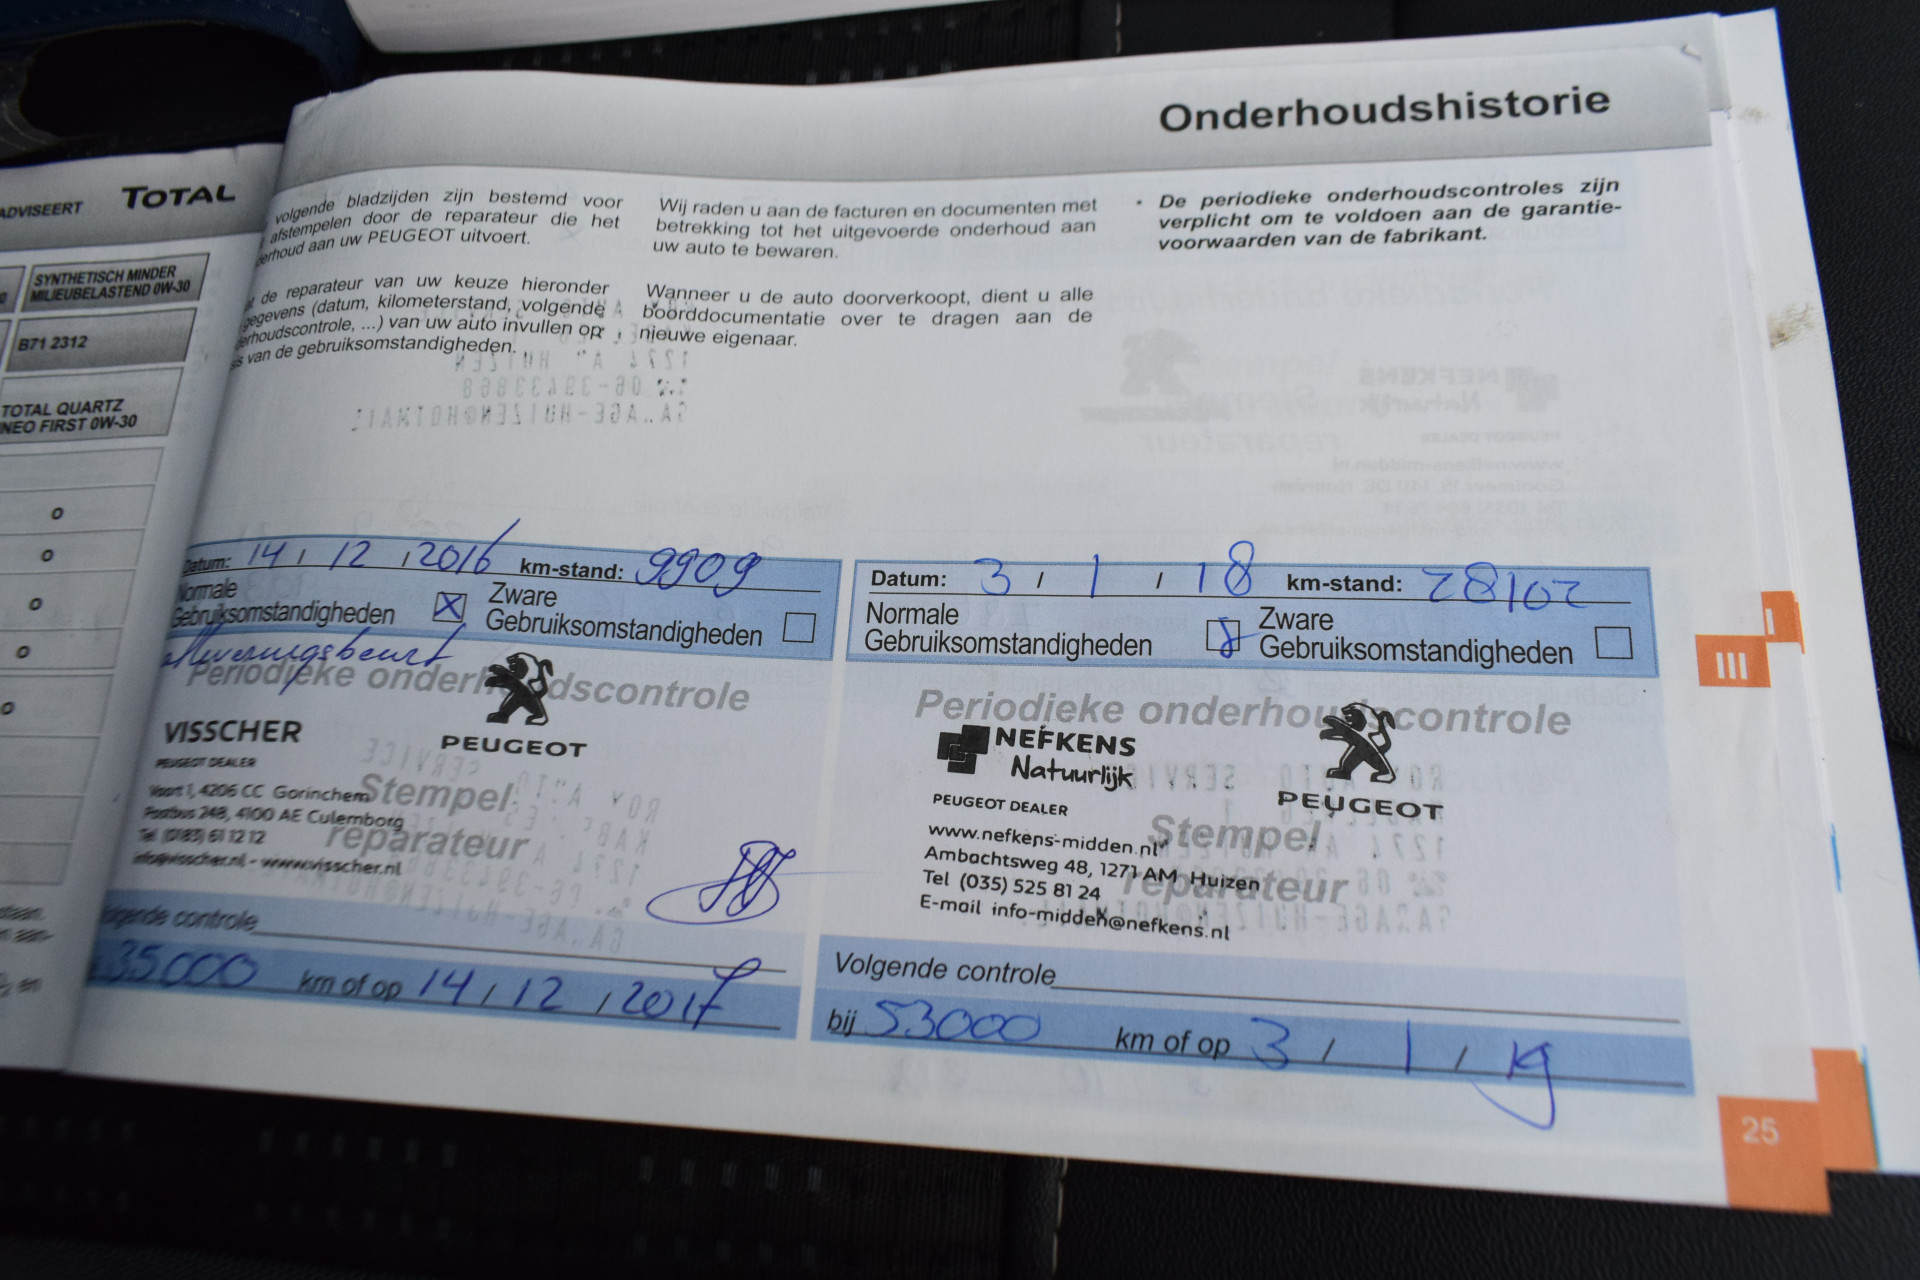 Onderhoudshistorie
ADVISEERT TOTAL
SYNTHETISCH MINDER
MILIEUBELASTEND 0W-30
B71 2312
TOTAL QUARTZ
NEO FIRST 0W-30
o
o
o
o
o
volgende bladzijden zijn bestemd voor
afstempelen door de reparateur die het
aan uw PEUGEOT uitvoert.
de reparateur van uw keuze hieronder
gegevens (datum, kilometerstand, volgende
, ...) van uw auto invullen op
van de gebruiksomstandigheden.
Wij raden u aan de facturen en documenten met
betrekking tot het uitgevoerde onderhoud aan
uw auto te bewaren.
Wanneer u de auto doorverkoopt, dient u alle
boorddocumentatie over te dragen aan de
nieuwe eigenaar.
• De periodieke onderhoudscontroles zijn
verplicht om te voldoen aan de garantie-
voorwaarden van de fabrikant.
Datum: 14 / 12 / 2016 km-stand: 9909
Normale
Gebruiksomstandigheden
Zware
Gebruiksomstandigheden
Periodieke onderhoudscontrole
VISSCHER
PEUGEOT DEALER
PEUGEOT
Voort 1, 4206 CC Gorinchem
Postbus 248, 4100 AE Culemborg
Tel. (0183) 61 12 12
info@visscher.nl - www.visscher.nl
Stempel
reparateur
Volgende controle
35000 km of op 14 / 12 / 2017
Datum: 3 / 1 / 18 km-stand: 28102
Normale
Gebruiksomstandigheden
Zware
Gebruiksomstandigheden
Periodieke onderhoudscontrole
NEFKENS
Natuurlijk
PEUGEOT DEALER
PEUGEOT
www.nefkens-midden.nl
Ambachtsweg 48, 1271 AM Huizen
Tel (035) 525 81 24
E-mail info-midden@nefkens.nl
Stempel
reparateur
Volgende controle
bij 53000 km of op 3 / 1 / 19
III
25